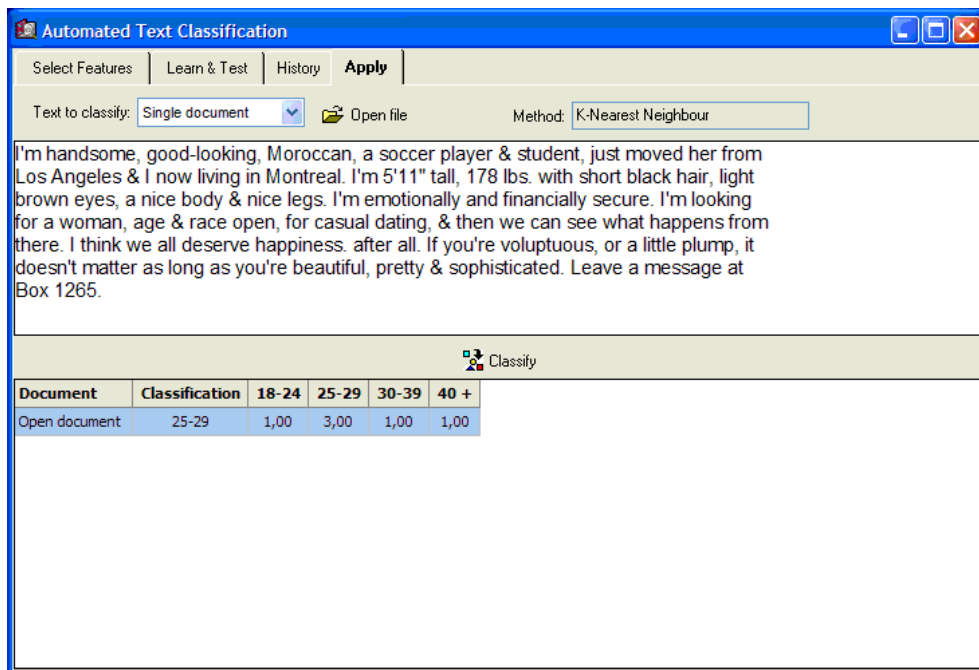 Automated Text Classification
Select Features Learn & Test History Apply
Text to classify: Single document Open file Method: K-Nearest Neighbour
I'm handsome, good-looking, Moroccan, a soccer player & student, just moved her from
Los Angeles & I now living in Montreal. I'm 5'11" tall, 178 lbs. with short black hair, light
brown eyes, a nice body & nice legs. I'm emotionally and financially secure. I'm looking
for a woman, age & race open, for casual dating, & then we can see what happens from
there. I think we all deserve happiness. after all. If you're voluptuous, or a little plump, it
doesn't matter as long as you're beautiful, pretty & sophisticated. Leave a message at
Box 1265.
Classify
Document Classification 18-24 25-29 30-39 40 +
Open document 25-29 1,00 3,00 1,00 1,00